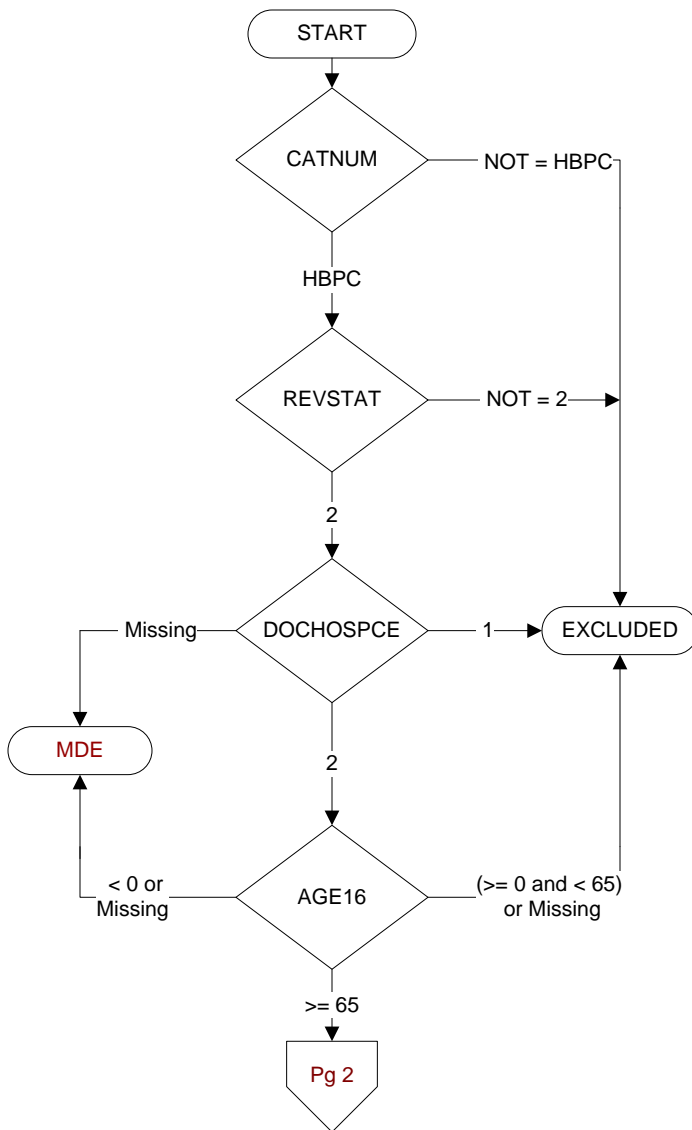 START
CATNUM
NOT = HBPC
HBPC
REVSTAT
NOT = 2
2
Missing
DOCHOSPCE
1
EXCLUDED
MDE
2
< 0 or
Missing
AGE16
(>= 0 and < 65)
or Missing
>= 65
Pg 2